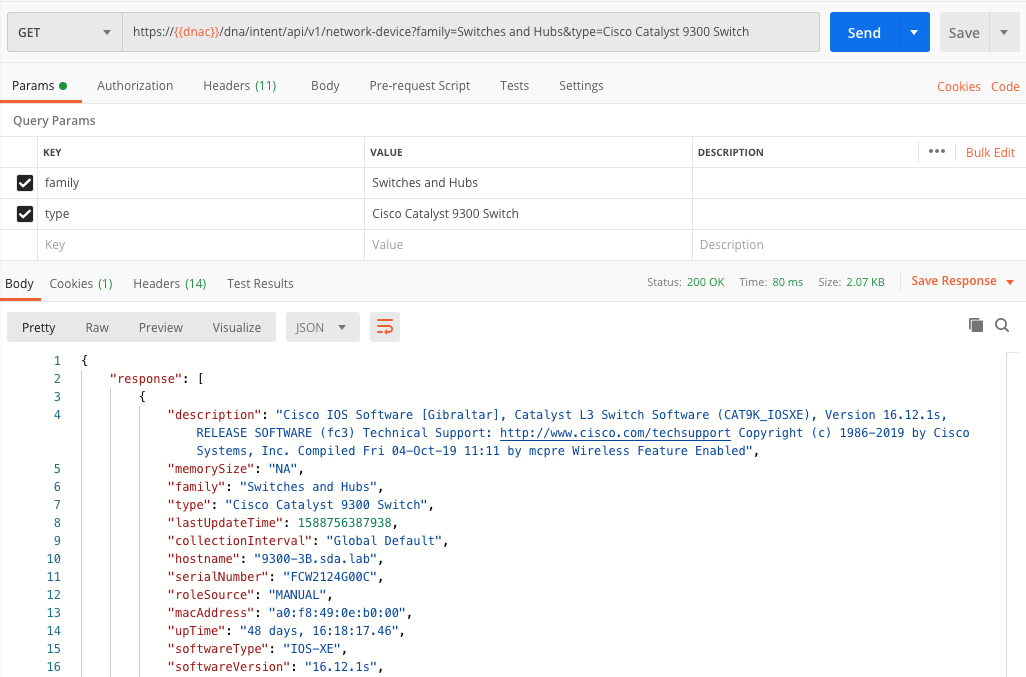 GET https://{{dnac}}/dna/intent/api/v1/network-device?family=Switches and Hubs&type=Cisco Catalyst 9300 Switch Send Save
Params Authorization Headers (11) Body Pre-request Script Tests Settings Cookies Code
Query Params
KEY VALUE DESCRIPTION ••• Bulk Edit
family Switches and Hubs
type Cisco Catalyst 9300 Switch
Key Value Description
Body Cookies (1) Headers (14) Test Results Status: 200 OK Time: 80 ms Size: 2.07 KB Save Response
Pretty Raw Preview Visualize JSON
1 {
2 "response": [
3 {
4 "description": "Cisco IOS Software [Gibraltar], Catalyst L3 Switch Software (CAT9K_IOSXE), Version 16.12.1s,
RELEASE SOFTWARE (fc3) Technical Support: http://www.cisco.com/techsupport Copyright (c) 1986-2019 by Cisco
Systems, Inc. Compiled Fri 04-Oct-19 11:11 by mcpre Wireless Feature Enabled",
5 "memorySize": "NA",
6 "family": "Switches and Hubs",
7 "type": "Cisco Catalyst 9300 Switch",
8 "lastUpdateTime": 1588756387938,
9 "collectionInterval": "Global Default",
10 "hostname": "9300-3B.sda.lab",
11 "serialNumber": "FCW2124G00C",
12 "roleSource": "MANUAL",
13 "macAddress": "a0:f8:49:0e:b0:00",
14 "upTime": "48 days, 16:18:17.46",
15 "softwareType": "IOS-XE",
16 "softwareVersion": "16.12.1s",